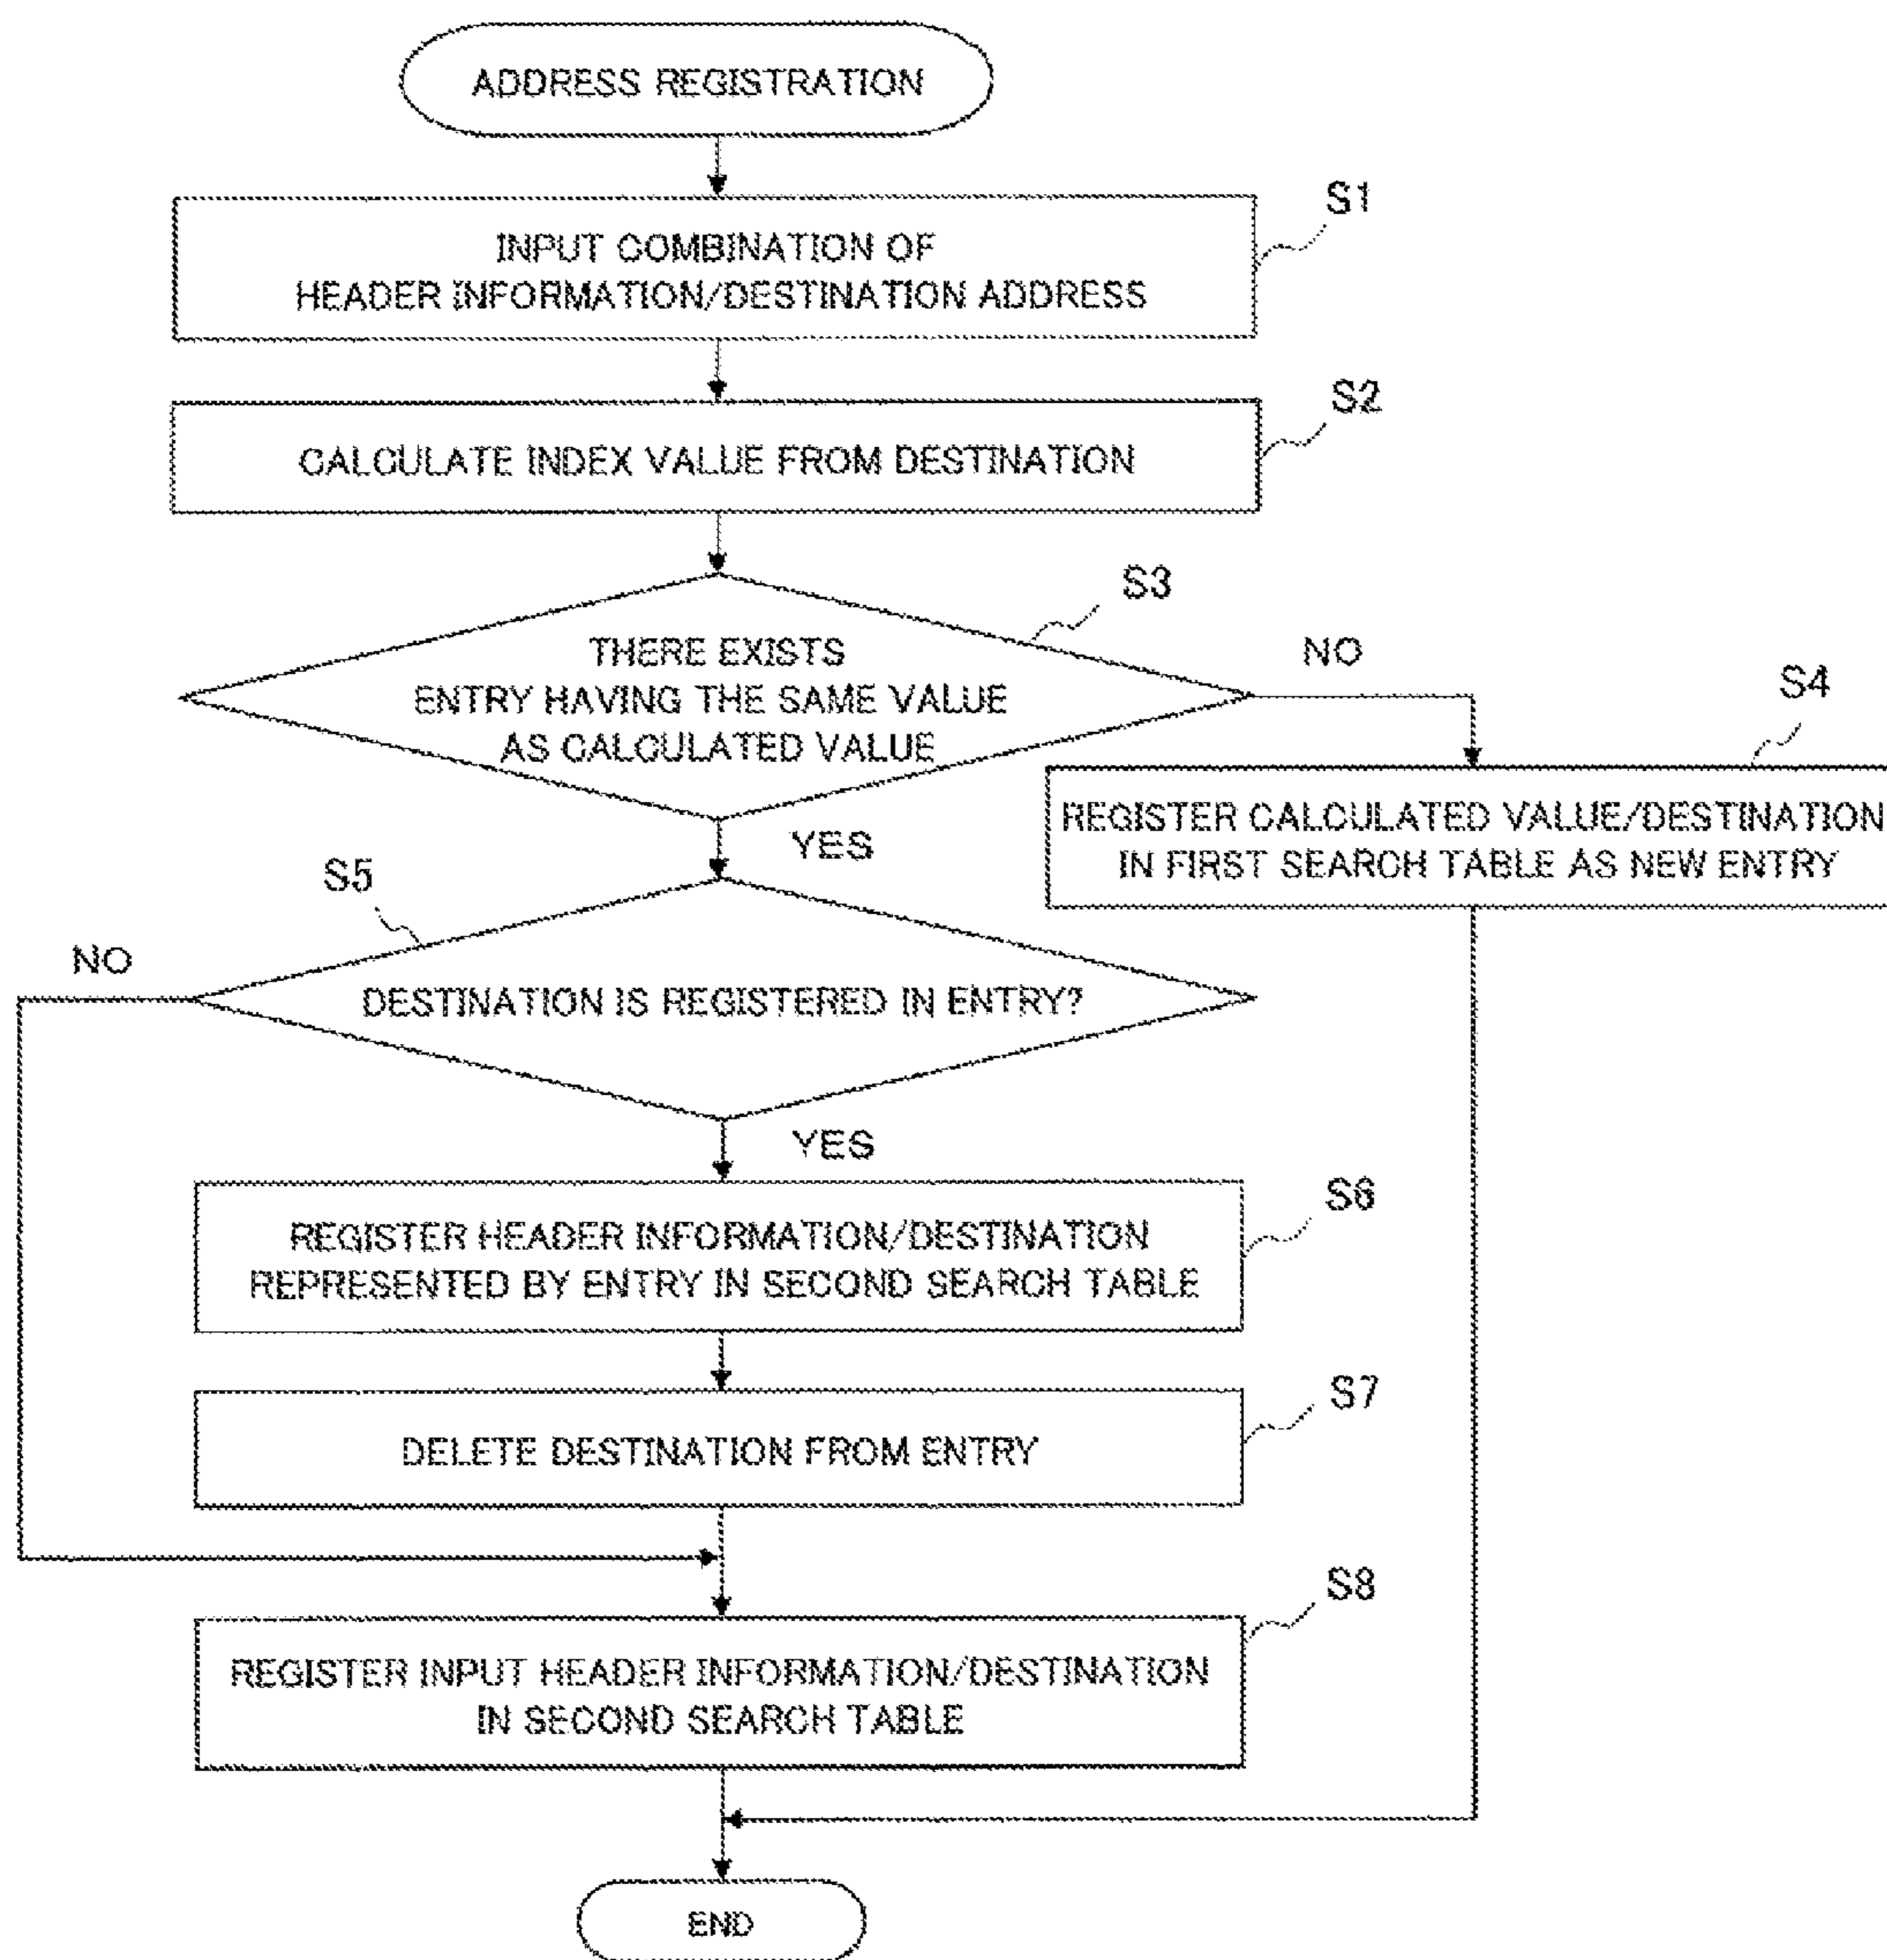 ADDRESS REGISTRATION
S1
INPUT COMBINATION OF
HEADER INFORMATION/DESTINATION ADDRESS
S2
CALCULATE INDEX VALUE FROM DESTINATION
S3
THERE EXISTS
ENTRY HAVING THE SAME VALUE
AS CALCULATED VALUE
NO
S4
REGISTER CALCULATED VALUE/DESTINATION
IN FIRST SEARCH TABLE AS NEW ENTRY
YES
S5
NO
DESTINATION IS REGISTERED IN ENTRY?
YES
S6
REGISTER HEADER INFORMATION/DESTINATION
REPRESENTED BY ENTRY IN SECOND SEARCH TABLE
S7
DELETE DESTINATION FROM ENTRY
S8
REGISTER INPUT HEADER INFORMATION/DESTINATION
IN SECOND SEARCH TABLE
END